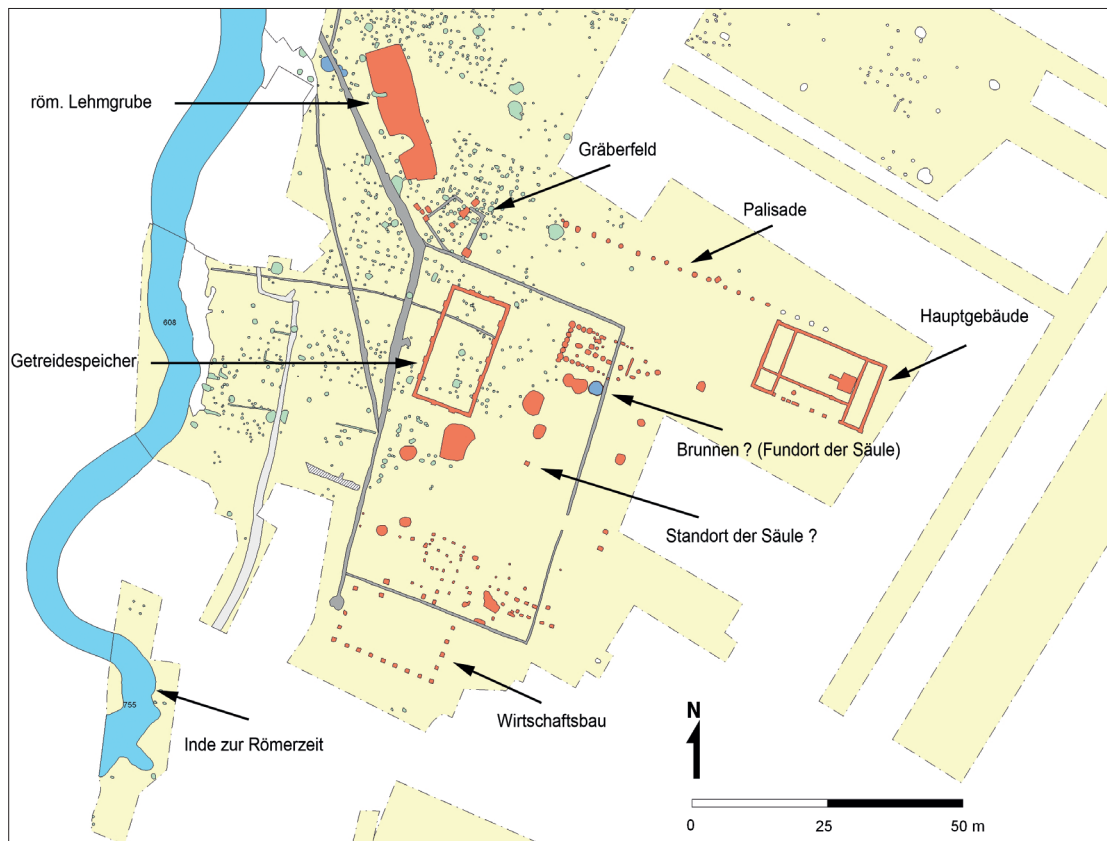 röm. Lehmgrube
Gräberfeld
Palisade
Hauptgebäude
608
Getreidespeicher
Brunnen ? (Fundort der Säule)
Standort der Säule ?
755
Wirtschaftsbau
Inde zur Römerzeit
N
0 25 50 m